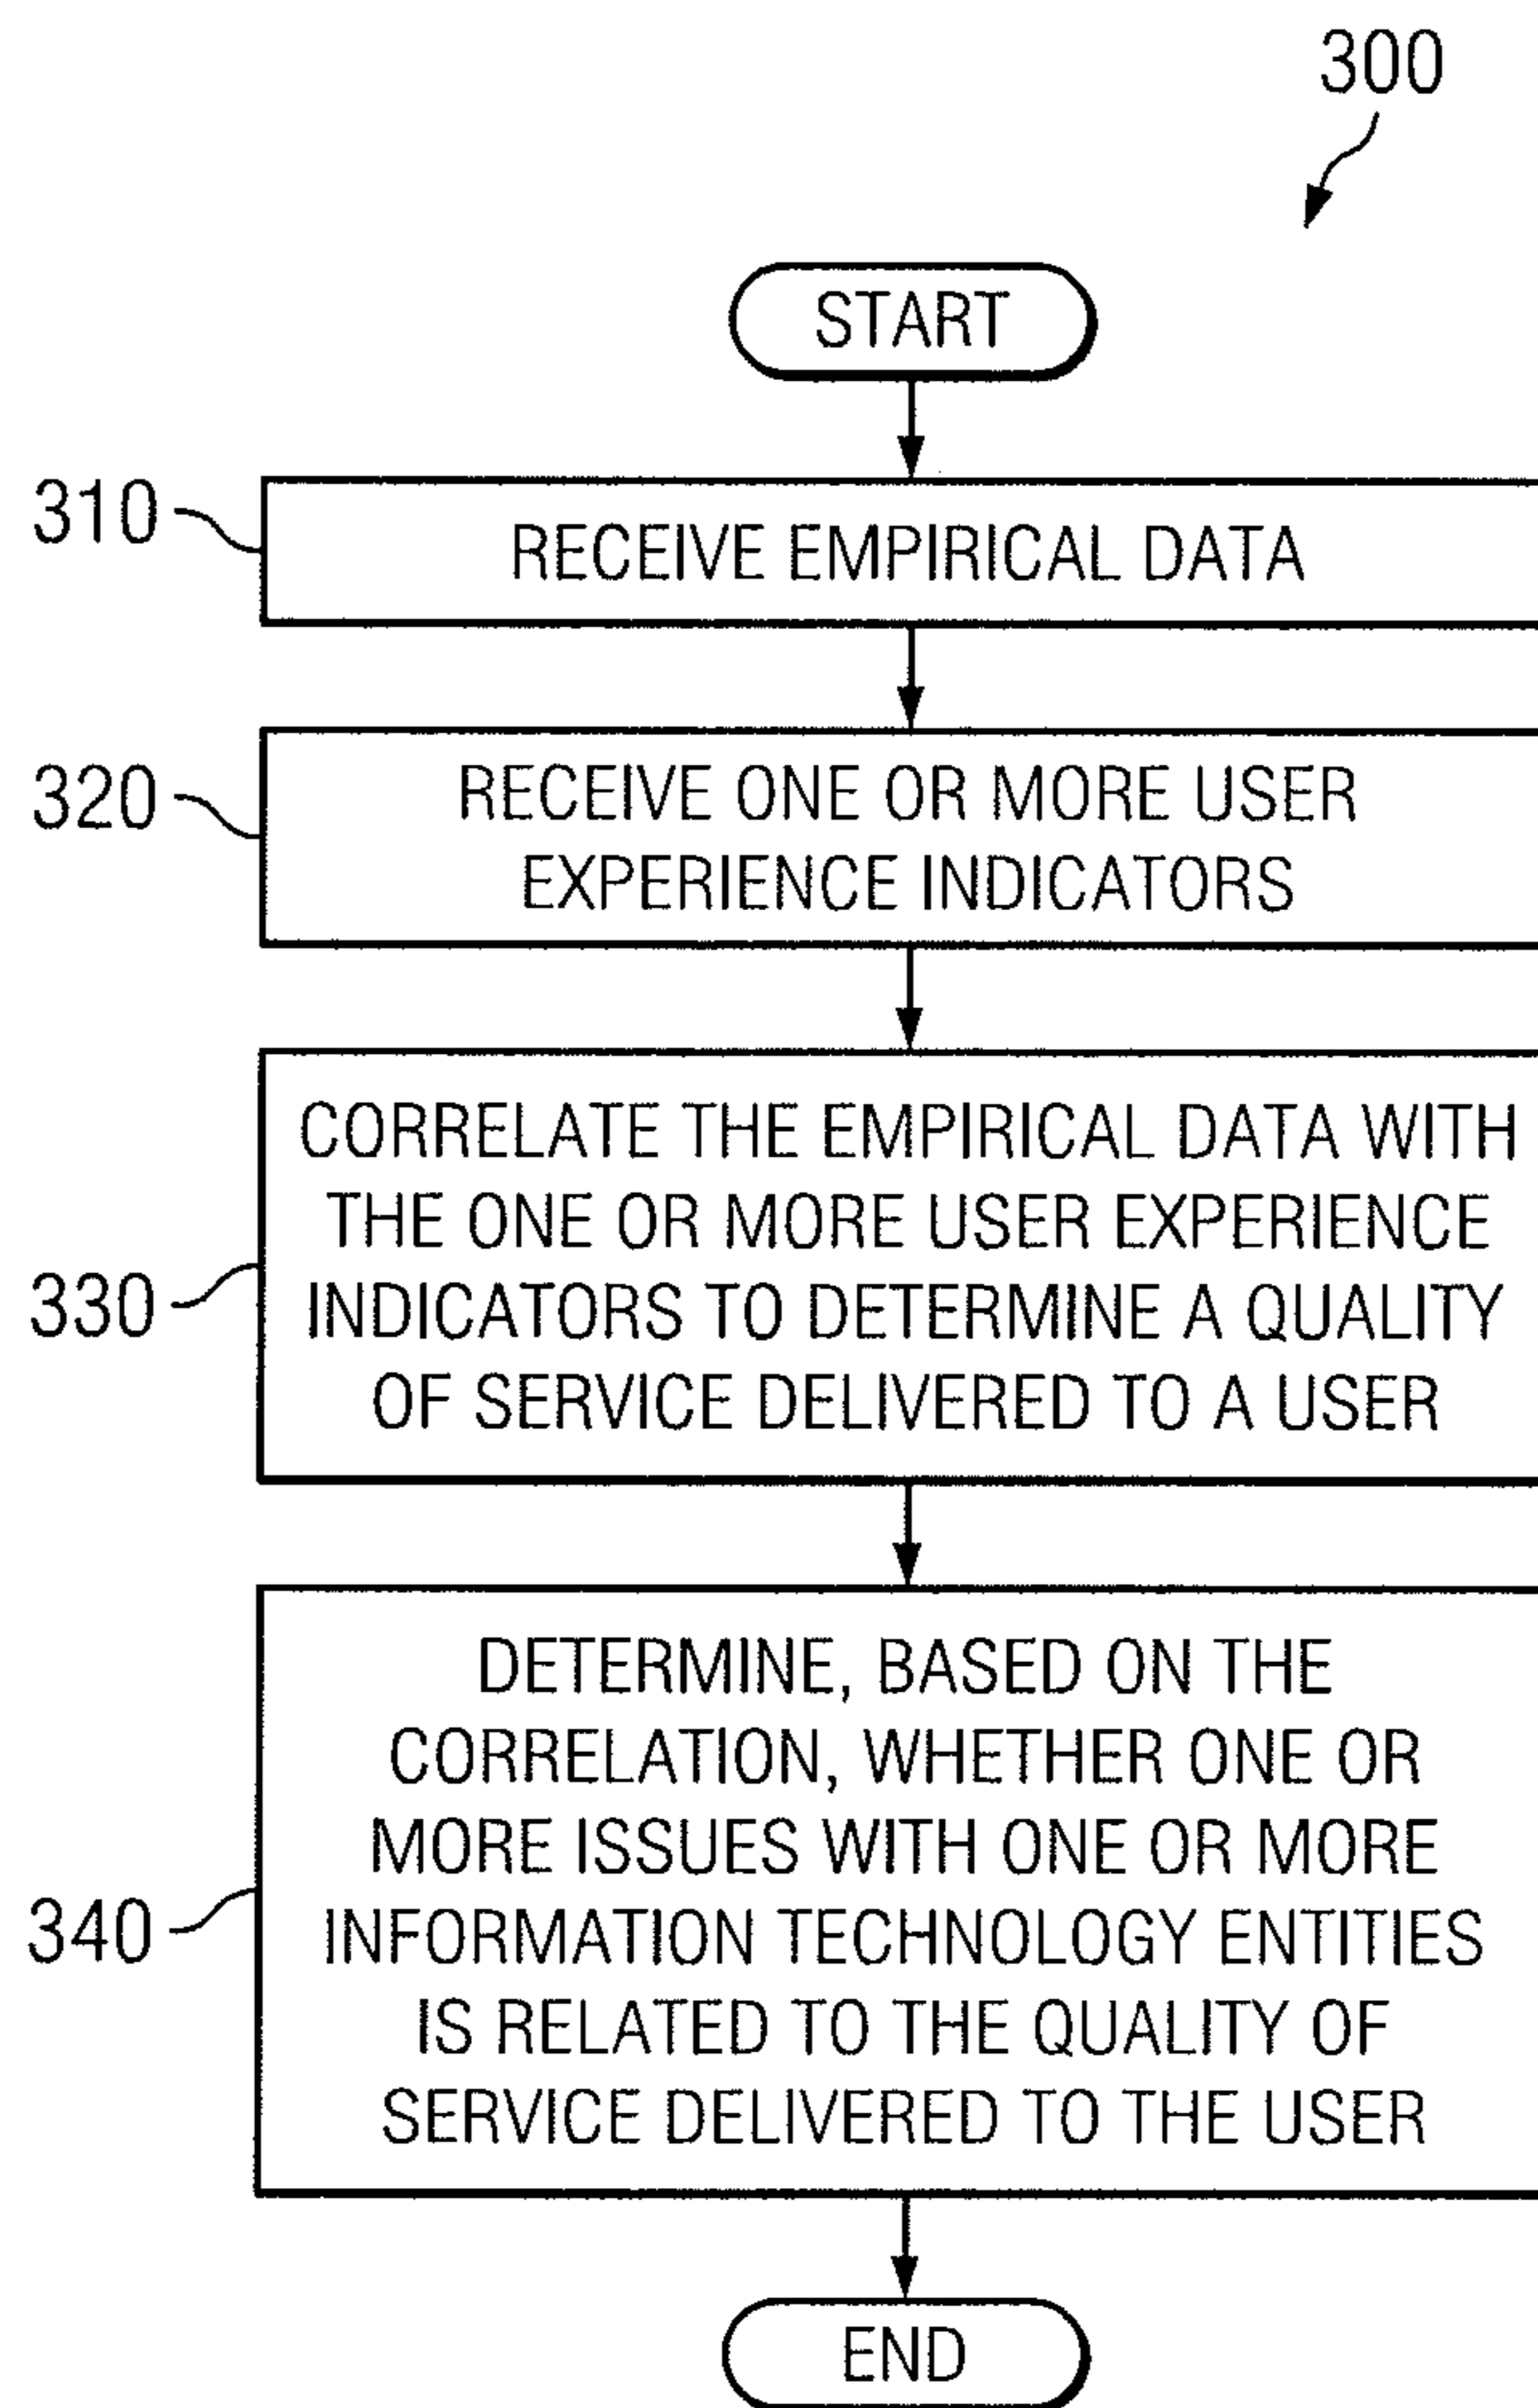 300
START
310
RECEIVE EMPIRICAL DATA
320
RECEIVE ONE OR MORE USER
EXPERIENCE INDICATORS
CORRELATE THE EMPIRICAL DATA WITH
THE ONE OR MORE USER EXPERIENCE
330
INDICATORS TO DETERMINE A QUALITY
OF SERVICE DELIVERED TO A USER
DETERMINE, BASED ON THE
CORRELATION, WHETHER ONE OR
MORE ISSUES WITH ONE OR MORE
340
INFORMATION TECHNOLOGY ENTITIES
IS RELATED TO THE QUALITY OF
SERVICE DELIVERED TO THE USER
END